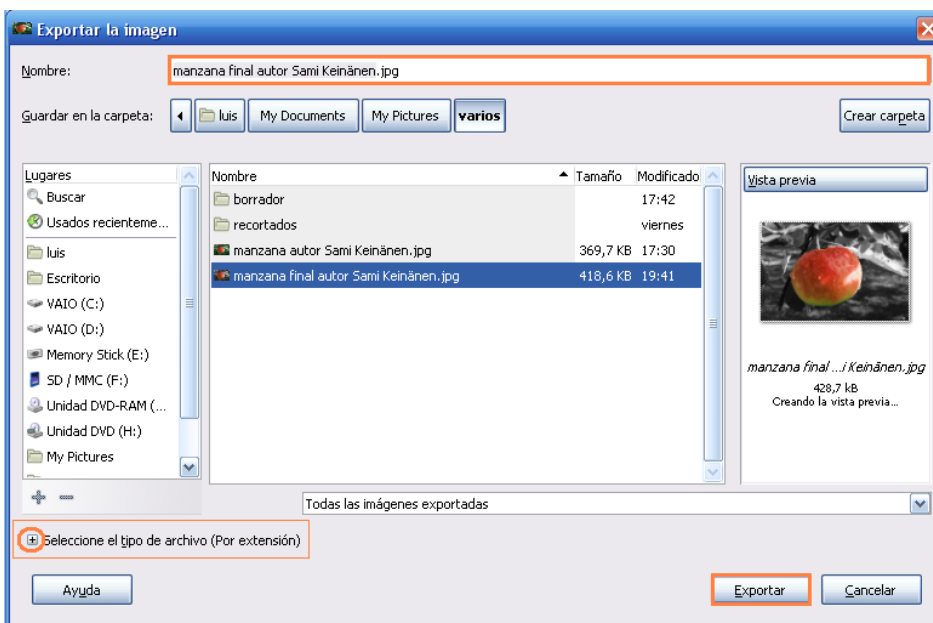 Exportar la imagen
Nombre:
manzana final autor Sami Keinänen.jpg
Guardar en la carpeta:
luis
My Documents
My Pictures
varios
Crear carpeta
Lugares
Buscar
Usados recienteme...
luis
Escritorio
VAIO (C:)
VAIO (D:)
Memory Stick (E:)
SD / MMC (F:)
Unidad DVD-RAM (...
Unidad DVD (H:)
My Pictures
Nombre Tamaño Modificado
borrador 17:42
recortados viernes
manzana autor Sami Keinänen.jpg 369,7 KB 17:30
manzana final autor Sami Keinänen.jpg 418,6 KB 19:41
Vista previa
manzana final ...i Keinänen.jpg
428,7 kB
Creando la vista previa...
Todas las imágenes exportadas
Seleccione el tipo de archivo (Por extensión)
Ayuda
Exportar
Cancelar